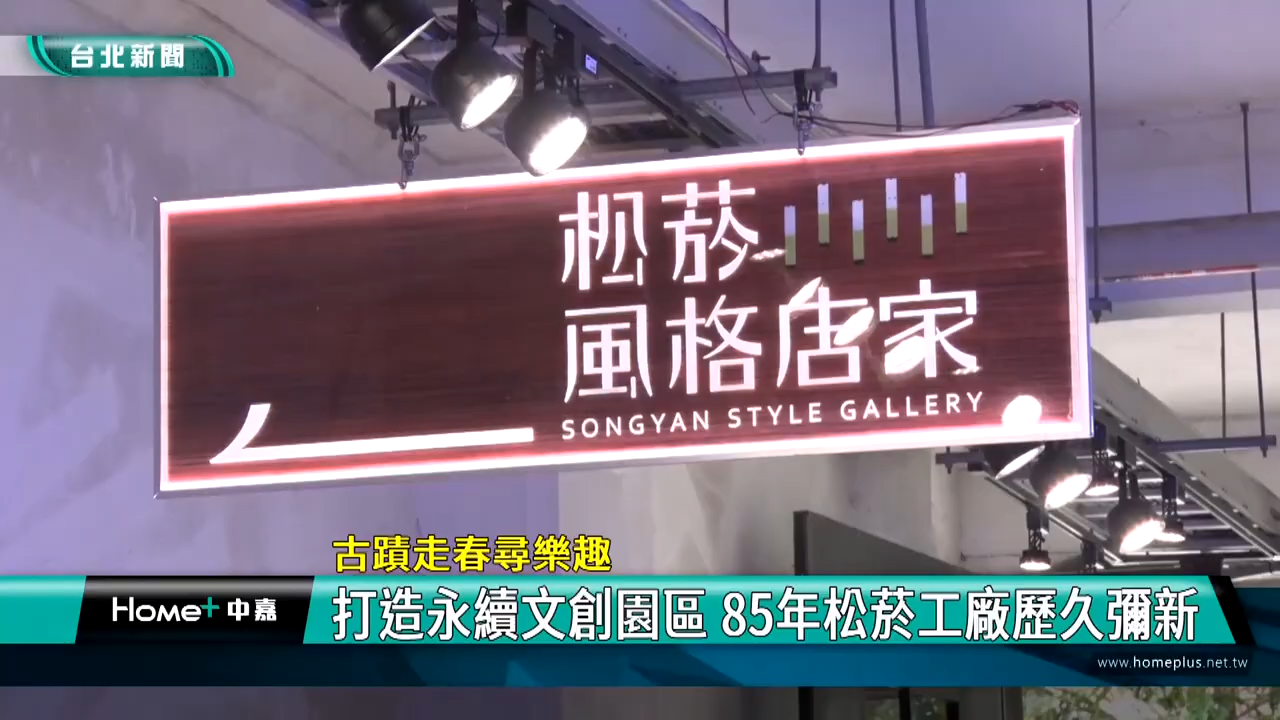 台北新聞
松菸
風格店家
SONGYAN STYLE GALLERY
古蹟走春尋樂趣
Home+ 中嘉
打造永續文創園區 85年松菸工廠歷久彌新
www.homeplus.net.tw